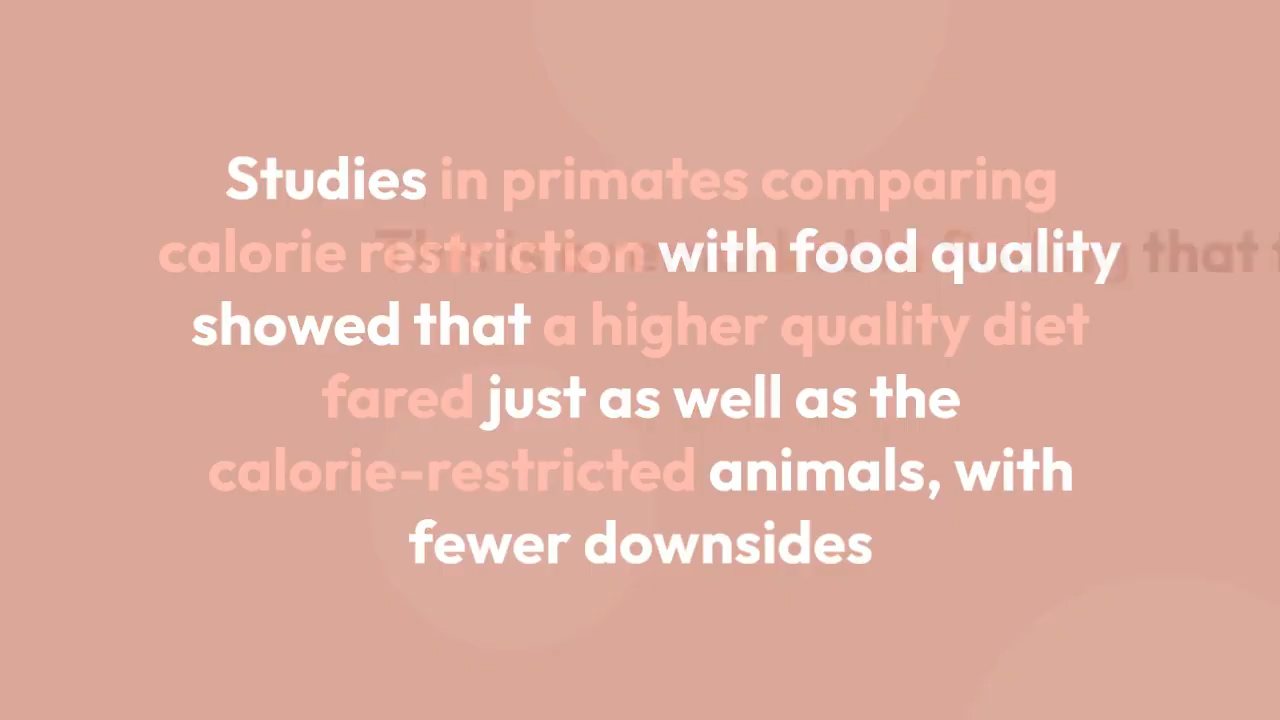 Studies in primates comparing
calorie restriction with food quality
showed that a higher quality diet
fared just as well as the
calorie-restricted animals, with
fewer downsides
that